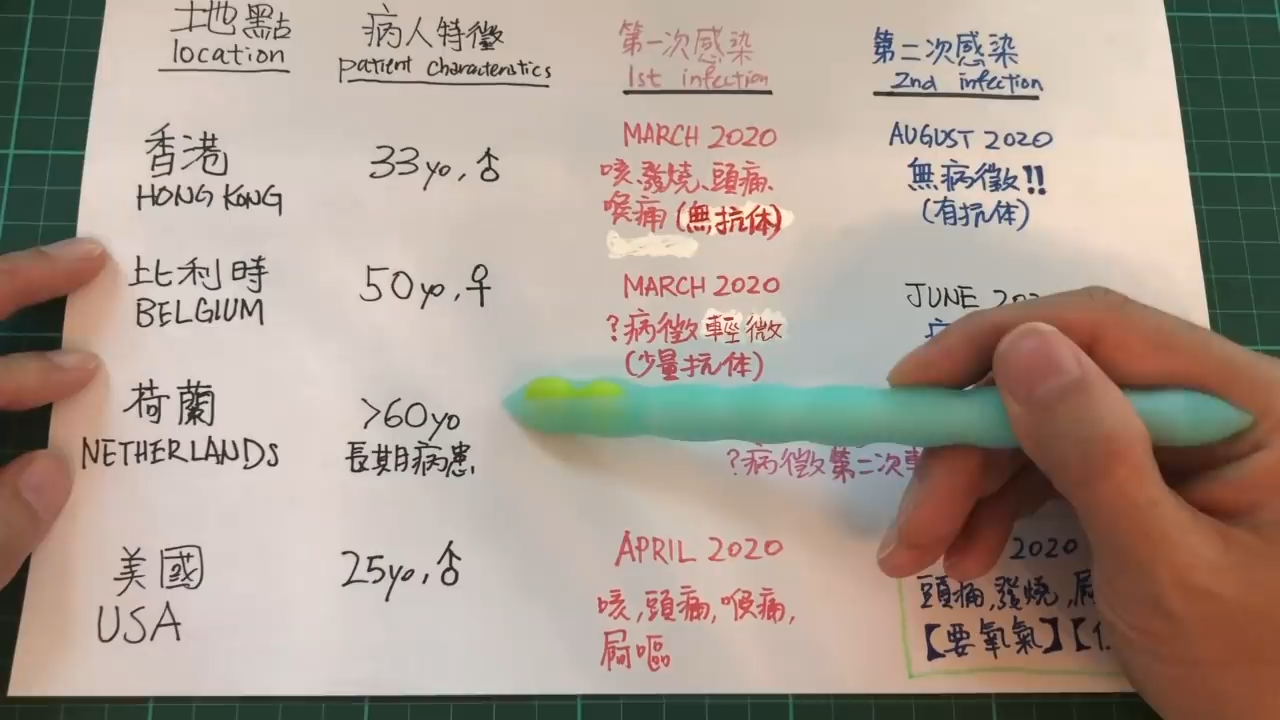 地點
location
病人特徵
patient characteristics
第一次感染
1st infection
第二次感染
2nd infection
香港
HONG KONG
33yo, ♂
MARCH 2020
咳、發燒、頭痛、
喉痛(無抗体)
AUGUST 2020
無病徵!!
(有抗体)
比利時
BELGIUM
50yo, ♀
MARCH 2020
?病徵輕微
(少量抗体)
JUNE
荷蘭
NETHERLANDS
>60yo
長期病患
?病徵第二次
美國
USA
25yo, ♂
APRIL 2020
咳,頭痛,喉痛,
屙嘔
2020
頭痛,發燒,屙
【要氧氣】【